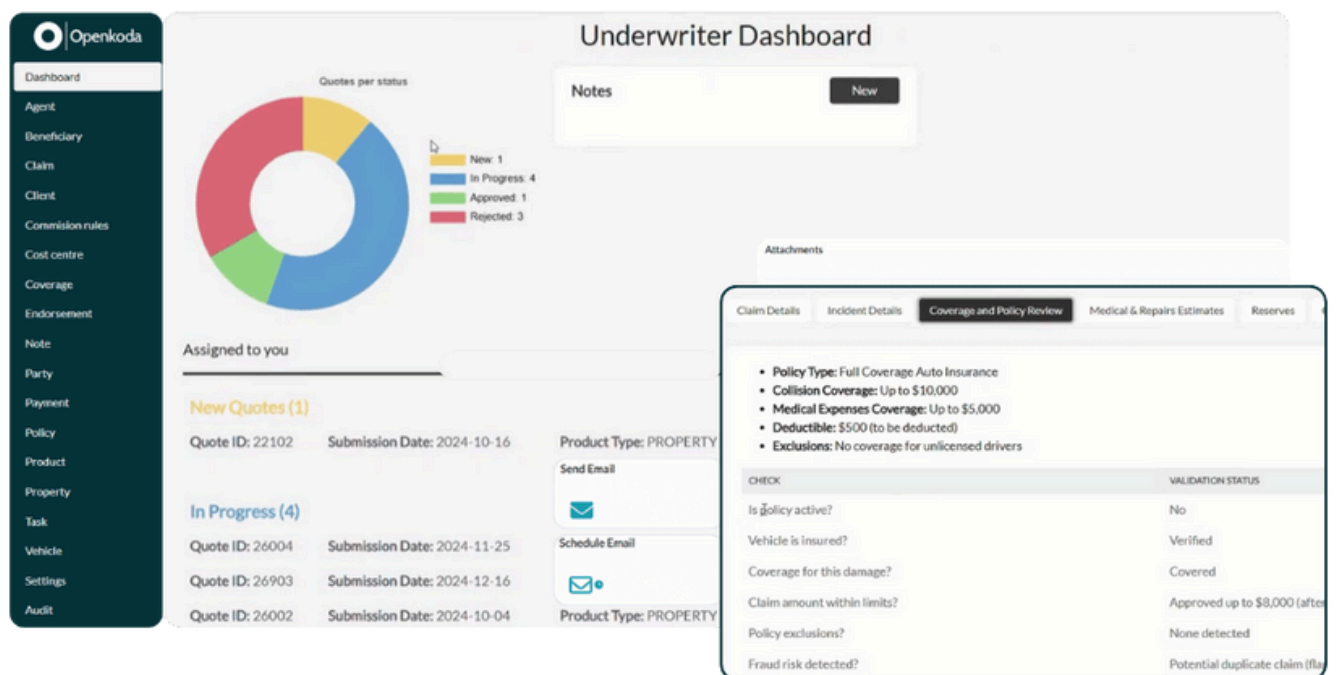 Openkoda
Dashboard
Agent
Beneficiary
Claim
Client
Commision rules
Cost centre
Coverage
Endorsement
Note
Party
Payment
Policy
Product
Property
Task
Vehicle
Settings
Audit
Underwriter Dashboard
Quotes per status
New: 1
In Progress: 4
Approved: 1
Rejected: 3
Notes
New
Attachments
Assigned to you
New Quotes (1)
Quote ID: 22102 Submission Date: 2024-10-16 Product Type: PROPERTY
In Progress (4)
Quote ID: 26004 Submission Date: 2024-11-25
Quote ID: 26903 Submission Date: 2024-12-16
Quote ID: 26002 Submission Date: 2024-10-04 Product Type: PROPERTY
Send Email
Schedule Email
Claim Details Incident Details Coverage and Policy Review Medical & Repairs Estimates Reserves
• Policy Type: Full Coverage Auto Insurance
• Collision Coverage: Up to $10,000
• Medical Expenses Coverage: Up to $5,000
• Deductible: $500 (to be deducted)
• Exclusions: No coverage for unlicensed drivers
CHECK VALIDATION STATUS
Is policy active? No
Vehicle is insured? Verified
Coverage for this damage? Covered
Claim amount within limits? Approved up to $8,000 (after
Policy exclusions? None detected
Fraud risk detected? Potential duplicate claim